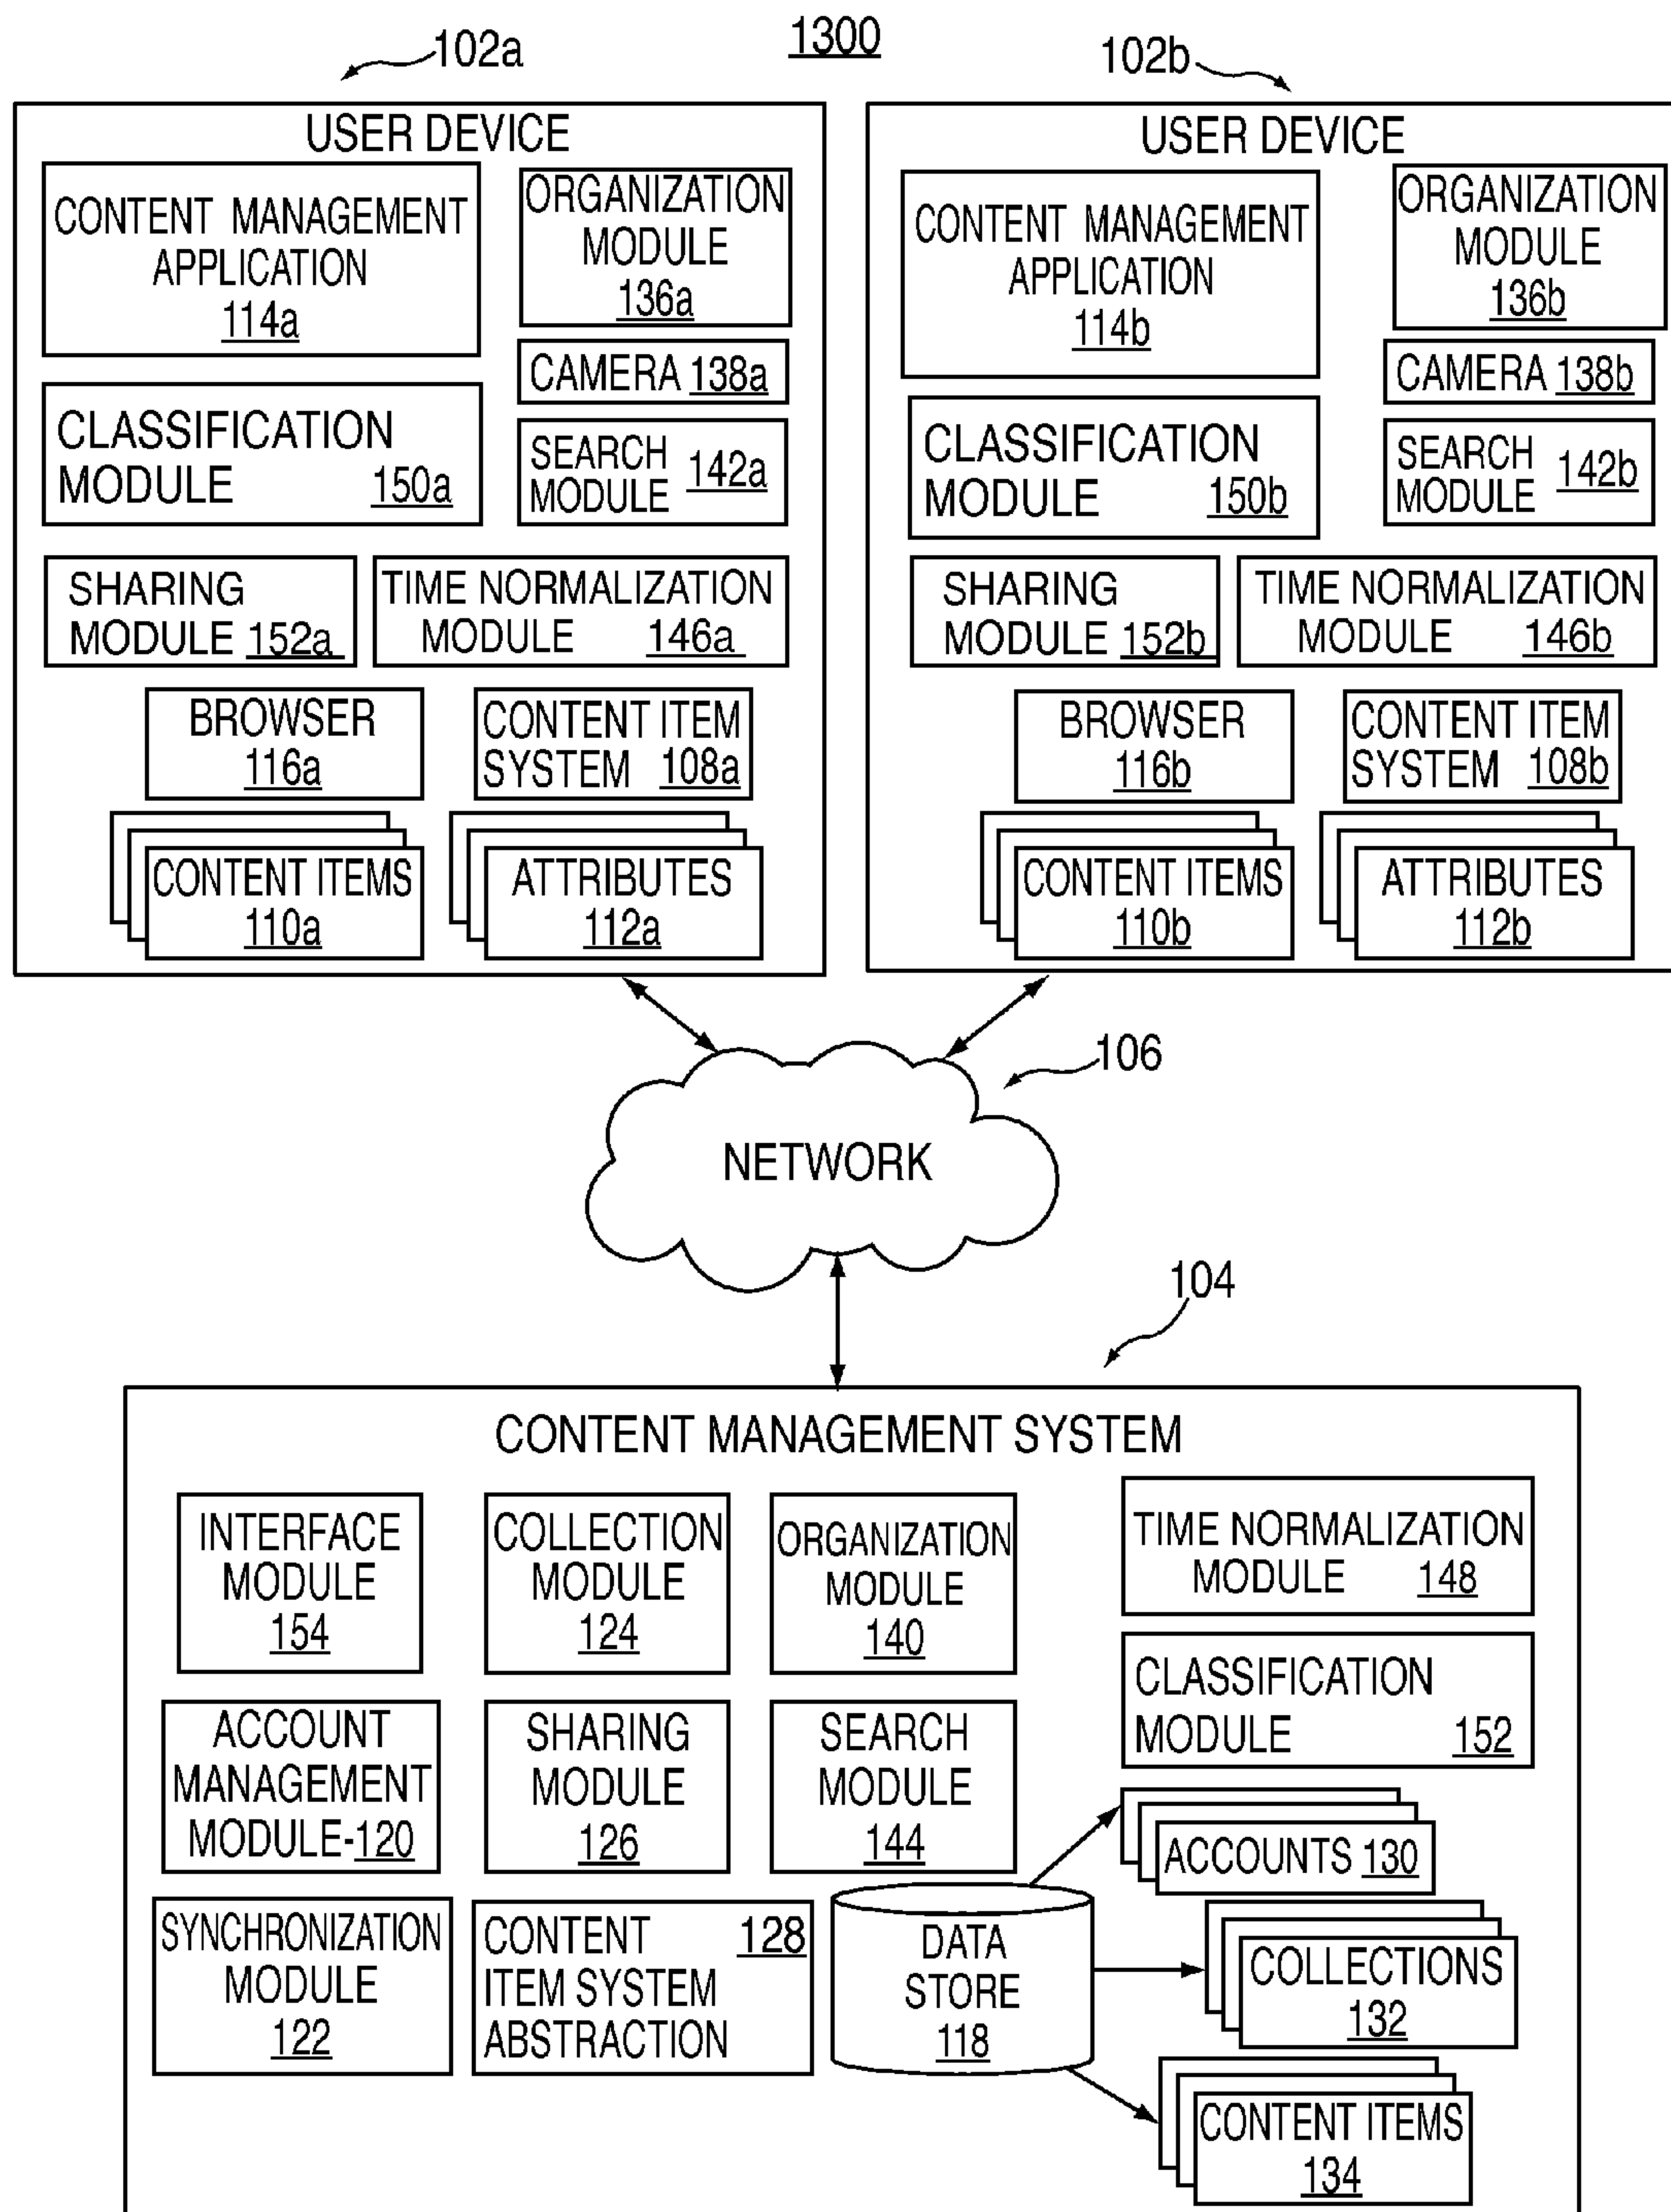 1300
102a
102b
USER DEVICE
CONTENT MANAGEMENT
APPLICATION
114a
ORGANIZATION
MODULE
136a
CAMERA 138a
CLASSIFICATION
MODULE 150a
SEARCH
MODULE 142a
SHARING
MODULE 152a
TIME NORMALIZATION
MODULE 146a
BROWSER
116a
CONTENT ITEM
SYSTEM 108a
CONTENT ITEMS
110a
ATTRIBUTES
112a
USER DEVICE
CONTENT MANAGEMENT
APPLICATION
114b
ORGANIZATION
MODULE
136b
CAMERA 138b
CLASSIFICATION
MODULE 150b
SEARCH
MODULE 142b
SHARING
MODULE 152b
TIME NORMALIZATION
MODULE 146b
BROWSER
116b
CONTENT ITEM
SYSTEM 108b
CONTENT ITEMS
110b
ATTRIBUTES
112b
106
NETWORK
104
CONTENT MANAGEMENT SYSTEM
INTERFACE
MODULE
154
COLLECTION
MODULE
124
ORGANIZATION
MODULE
140
TIME NORMALIZATION
MODULE 148
CLASSIFICATION
MODULE 152
ACCOUNT
MANAGEMENT
MODULE-120
SHARING
MODULE
126
SEARCH
MODULE
144
ACCOUNTS 130
SYNCHRONIZATION
MODULE
122
CONTENT 128
ITEM SYSTEM
ABSTRACTION
DATA
STORE
118
COLLECTIONS
132
CONTENT ITEMS
134